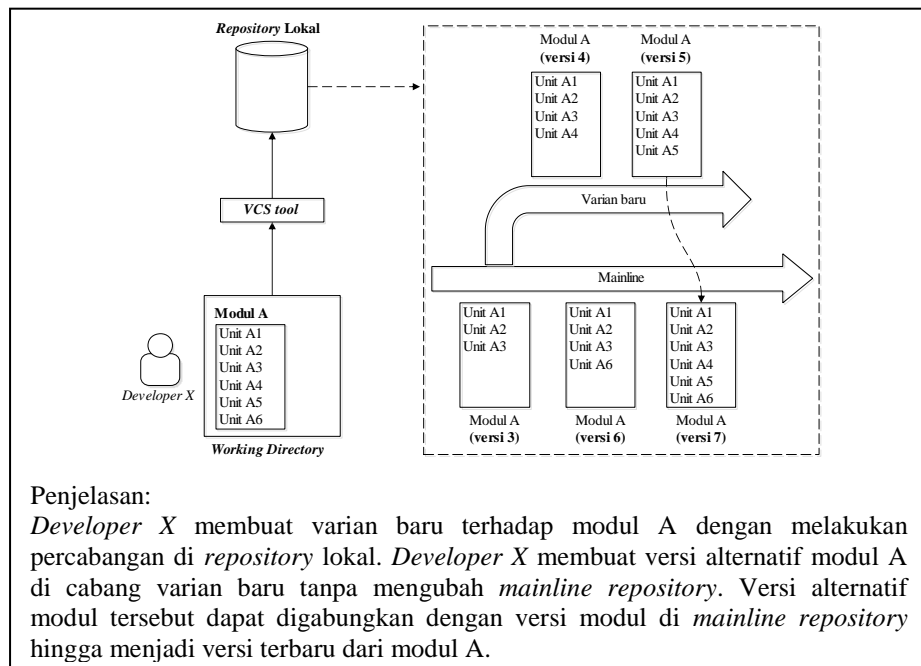 Repository Lokal
Modul A
(versi 4)
Modul A
(versi 5)
Unit A1
Unit A2
Unit A3
Unit A4
Unit A1
Unit A2
Unit A3
Unit A4
Unit A5
VCS tool
Varian baru
Mainline
Modul A
Unit A1
Unit A2
Unit A3
Unit A4
Unit A5
Unit A6
Developer X
Working Directory
Unit A1
Unit A2
Unit A3
Unit A1
Unit A2
Unit A3
Unit A6
Unit A1
Unit A2
Unit A3
Unit A4
Unit A5
Unit A6
Modul A
(versi 3)
Modul A
(versi 6)
Modul A
(versi 7)
Penjelasan:
Developer X membuat varian baru terhadap modul A dengan melakukan
percabangan di repository lokal. Developer X membuat versi alternatif modul A
di cabang varian baru tanpa mengubah mainline repository. Versi alternatif
modul tersebut dapat digabungkan dengan versi modul di mainline repository
hingga menjadi versi terbaru dari modul A.